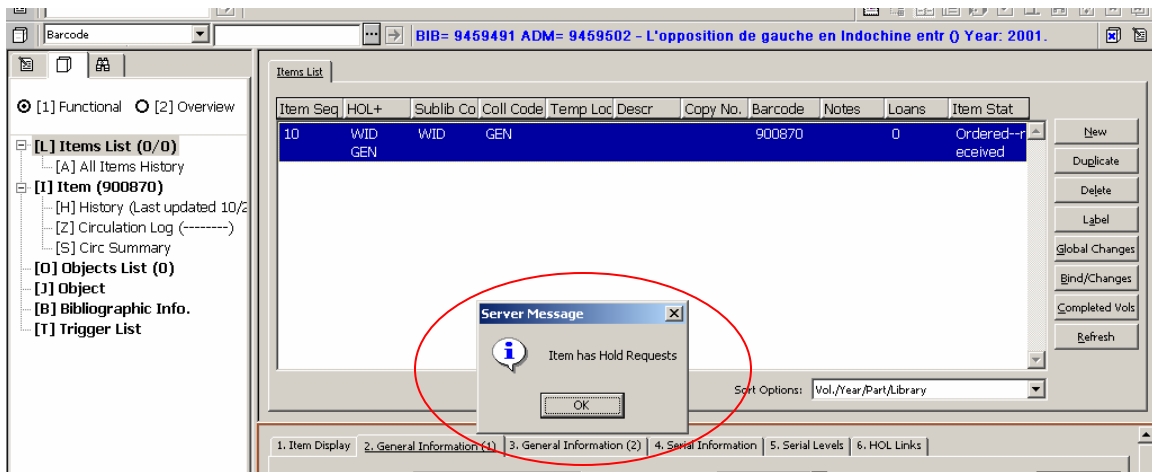 Barcode
BIB= 9459491 ADM= 9459502 - L'opposition de gauche en Indochine entr () Year: 2001.
[1] Functional [2] Overview
[L] Items List (0/0)
[A] All Items History
[I] Item (900870)
[H] History (Last updated 10/2
[Z] Circulation Log (--------)
[S] Circ Summary
[O] Objects List (0)
[J] Object
[B] Bibliographic Info.
[T] Trigger List
Items List
Item Seq HOL+ Sublib Co Coll Code Temp Loc Descr Copy No. Barcode Notes Loans Item Stat
10 WID WID GEN 900870 0 Ordered--r
GEN eceived
New
Duplicate
Delete
Label
Global Changes
Bind/Changes
Completed Vols
Refresh
Server Message
Item has Hold Requests
OK
Sort Options: Vol./Year/Part/Library
1. Item Display 2. General Information (1) 3. General Information (2) 4. Serial Information 5. Serial Levels 6. HOL Links